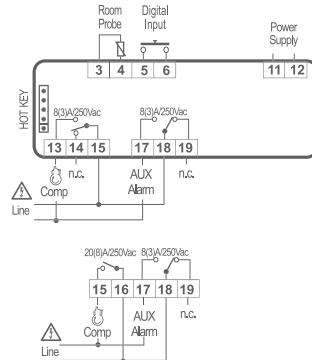 Room Probe
Digital Input
Power Supply
3 4 5 6 11 12
HOT KEY
8(3)A/250Vac 8(3)A/250Vac
13 14 15 17 18 19
Comp n.c. AUX Alarm n.c.
Line
20(8)A/250Vac 8(3)A/250Vac
15 16 17 18 19
Comp AUX Alarm n.c.
Line